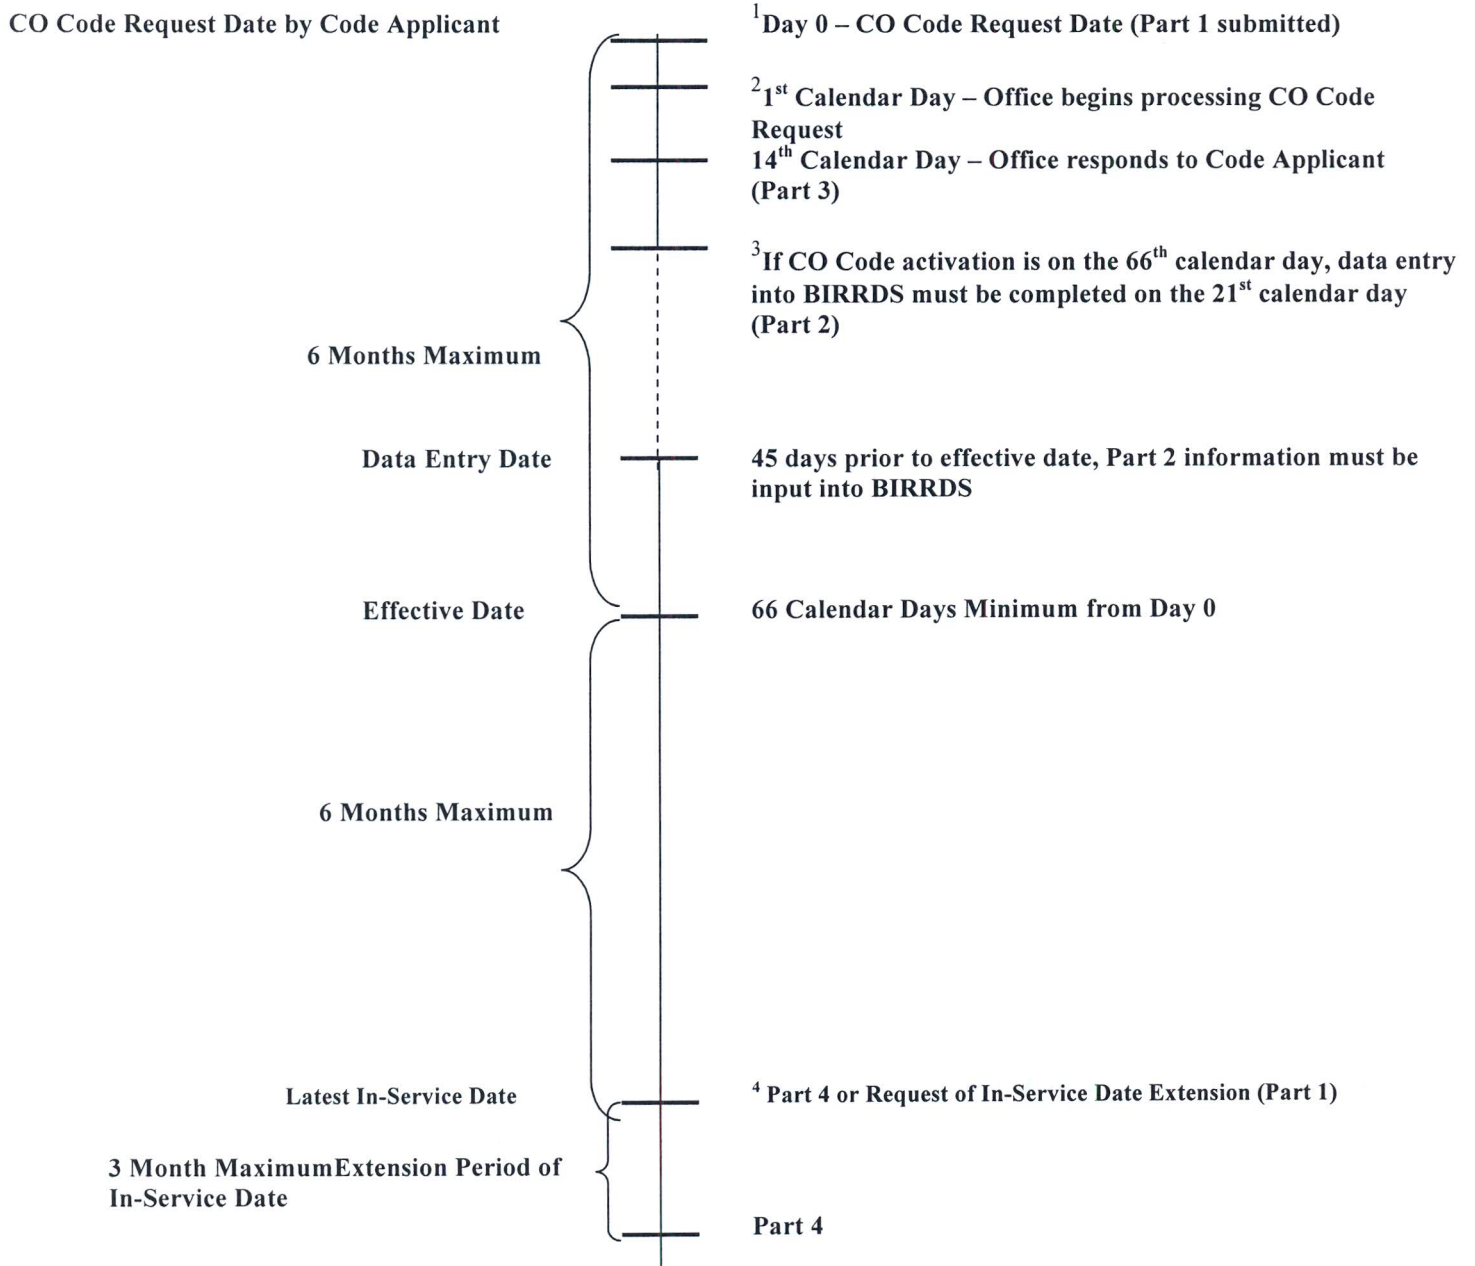 CO Code Request Date by Code Applicant
¹Day 0 – CO Code Request Date (Part 1 submitted)
²1st Calendar Day – Office begins processing CO Code
Request
14th Calendar Day – Office responds to Code Applicant
(Part 3)
³If CO Code activation is on the 66th calendar day, data entry
into BIRRDS must be completed on the 21st calendar day
(Part 2)
6 Months Maximum
Data Entry Date
45 days prior to effective date, Part 2 information must be
input into BIRRDS
Effective Date
66 Calendar Days Minimum from Day 0
6 Months Maximum
Latest In-Service Date
⁴ Part 4 or Request of In-Service Date Extension (Part 1)
3 Month MaximumExtension Period of
In-Service Date
Part 4